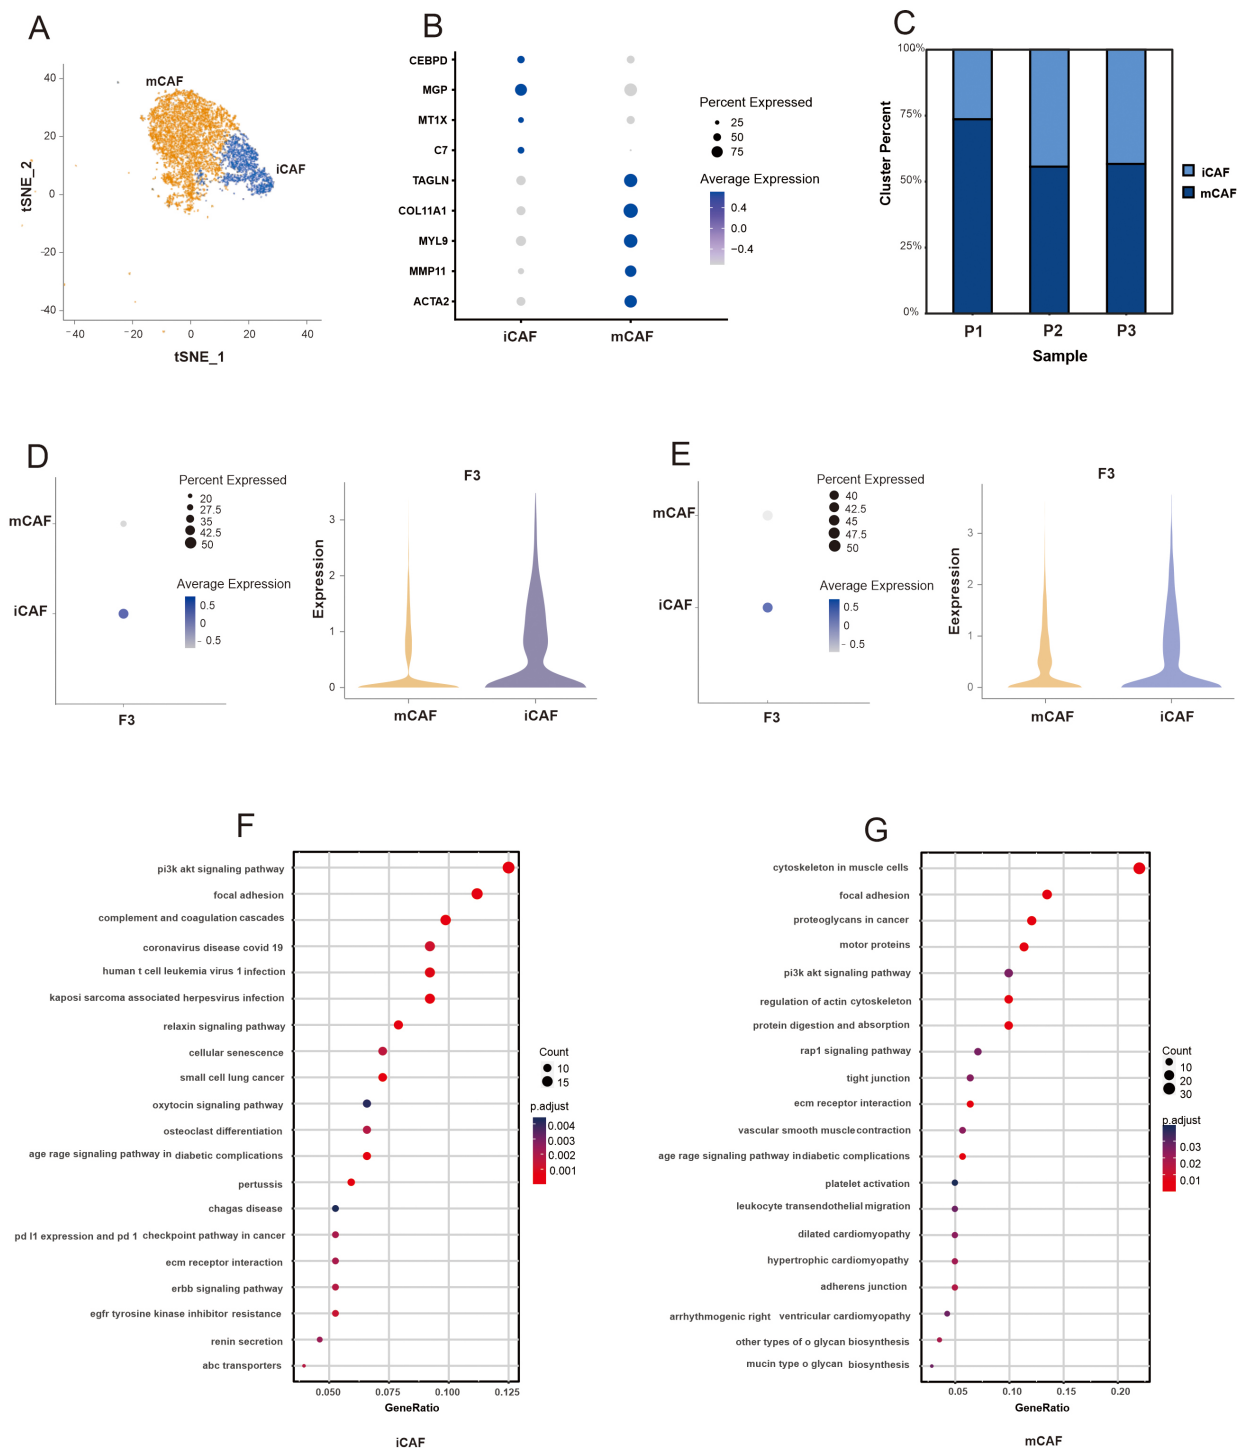 A
mCAF
iCAF
tSNE_2
40
20
0
-20
-40
−40
−20
0
20
40
tSNE_1
B
CEBPD
MGP
MT1X
C7
TAGLN
COL11A1
MYL9
MMP11
ACTA2
iCAF
mCAF
Percent Expressed
25
50
75
Average Expression
0.4
0.0
−0.4
C
Cluster Percent
100%
75%
50%
25%
0%
P1
P2
P3
Sample
iCAF
mCAF
D
mCAF
iCAF
F3
Percent Expressed
20
27.5
35
42.5
50
Average Expression
0.5
0
- 0.5
F3
Expression
3
2
1
0
mCAF
iCAF
E
mCAF
iCAF
F3
Percent Expressed
40
42.5
45
47.5
50
Average Expression
0.5
0
- 0.5
F3
Eexpression
3
2
1
0
mCAF
iCAF
F
pi3k akt signaling pathway
focal adhesion
complement and coagulation cascades
coronavirus disease covid 19
human t cell leukemia virus 1 infection
kaposi sarcoma associated herpesvirus infection
relaxin signaling pathway
cellular senescence
small cell lung cancer
oxytocin signaling pathway
osteoclast differentiation
age rage signaling pathway in diabetic complications
pertussis
chagas disease
pd l1 expression and pd 1 checkpoint pathway in cancer
ecm receptor interaction
erbb signaling pathway
egfr tyrosine kinase inhibitor resistance
renin secretion
abc transporters
0.050
0.075
0.100
0.125
GeneRatio
iCAF
Count
10
15
p.adjust
0.004
0.003
0.002
0.001
G
cytoskeleton in muscle cells
focal adhesion
proteoglycans in cancer
motor proteins
pi3k akt signaling pathway
regulation of actin cytoskeleton
protein digestion and absorption
rap1 signaling pathway
tight junction
ecm receptor interaction
vascular smooth muscle contraction
age rage signaling pathway in diabetic complications
platelet activation
leukocyte transendothelial migration
dilated cardiomyopathy
hypertrophic cardiomyopathy
adherens junction
arrhythmogenic right ventricular cardiomyopathy
other types of o glycan biosynthesis
mucin type o glycan biosynthesis
0.05
0.10
0.15
0.20
GeneRatio
mCAF
Count
10
20
30
p.adjust
0.03
0.02
0.01